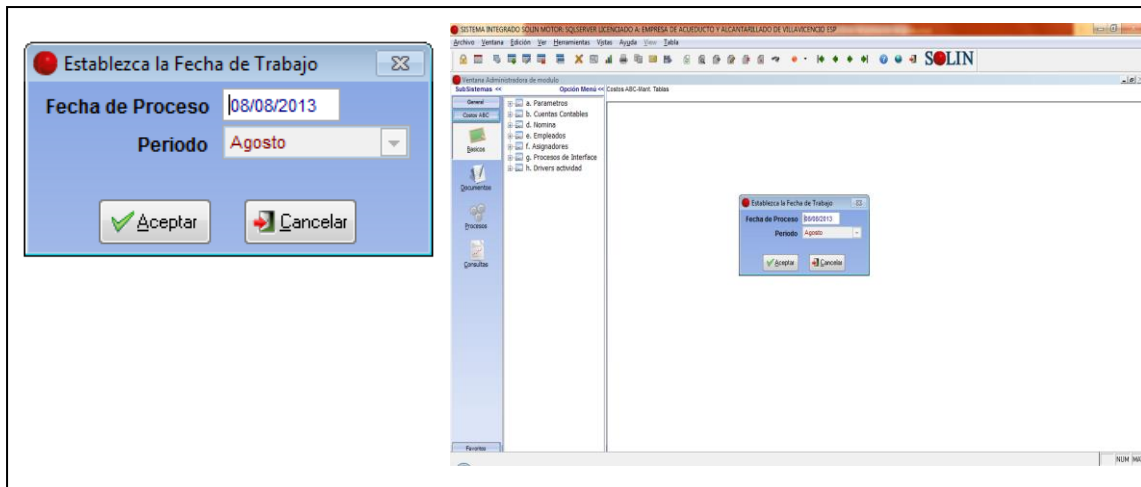 Establezca la Fecha de Trabajo
Fecha de Proceso 08/08/2013
Periodo Agosto
Aceptar Cancelar
SISTEMA INTEGRADO SOLIN MOTOR: SQLSERVER LICENCIADO A: EMPRESA DE ACUEDUCTO Y ALCANTARILLADO DE VILLAVICENCIO ESP
Archivo Ventana Edición Ver Herramientas Vistas Ayuda View Tabla
SOLIN
Ventana Administradora de modulo
SubSistemas << Opción Menú << Costos ABC-Mant. Tablas
General
Costos ABC
Basicos
Documentos
Procesos
Consultas
Favoritos
a. Parametros
b. Cuentas Contables
d. Nomina
e. Empleados
f. Asignadores
g. Procesos de Interface
h. Drivers actividad
Establezca la Fecha de Trabajo
Fecha de Proceso 08/08/2013
Periodo Agosto
Aceptar Cancelar
NUM